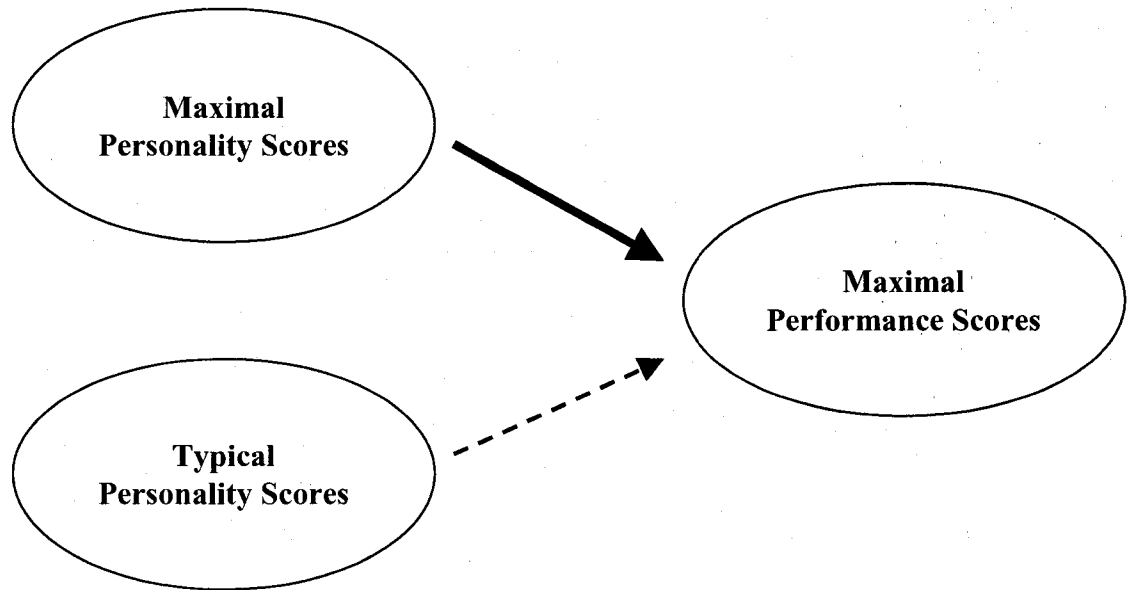 Maximal
Personality Scores
Maximal
Performance Scores
Typical
Personality Scores